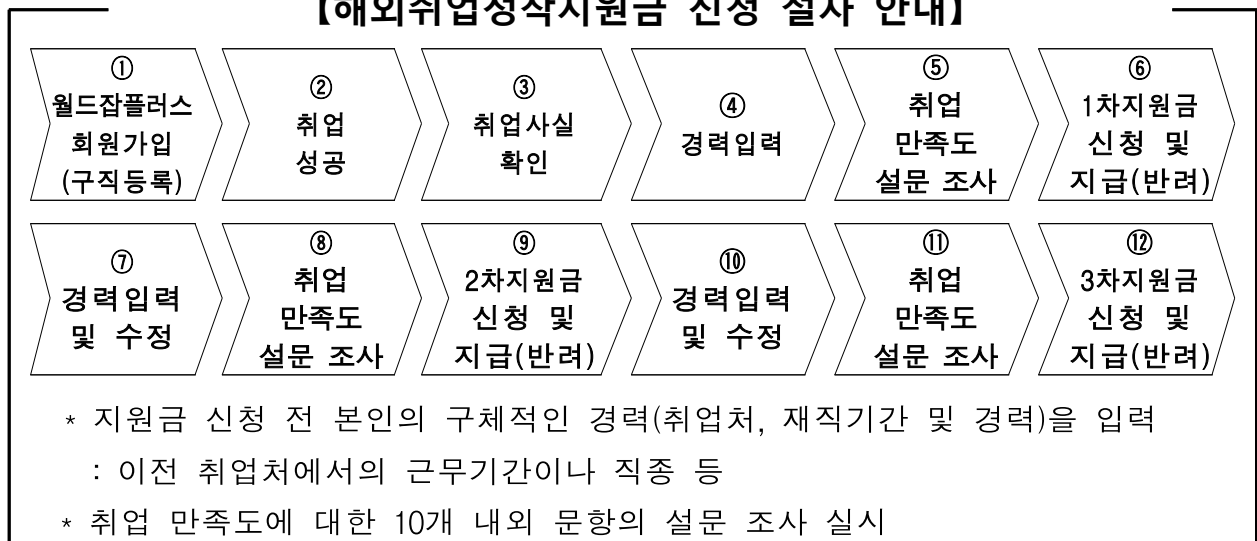 【해외취업정착지원금 신청 절차 안내】
①
월드잡플러스
회원가입
(구직등록)
②
취업
성공
③
취업사실
확인
④
경력입력
⑤
취업
만족도
설문 조사
⑥
1차지원금
신청 및
지급(반려)
⑦
경력입력
및 수정
⑧
취업
만족도
설문 조사
⑨
2차지원금
신청 및
지급(반려)
⑩
경력입력
및 수정
⑪
취업
만족도
설문 조사
⑫
3차지원금
신청 및
지급(반려)
* 지원금 신청 전 본인의 구체적인 경력(취업처, 재직기간 및 경력)을 입력
: 이전 취업처에서의 근무기간이나 직종 등
* 취업 만족도에 대한 10개 내외 문항의 설문 조사 실시